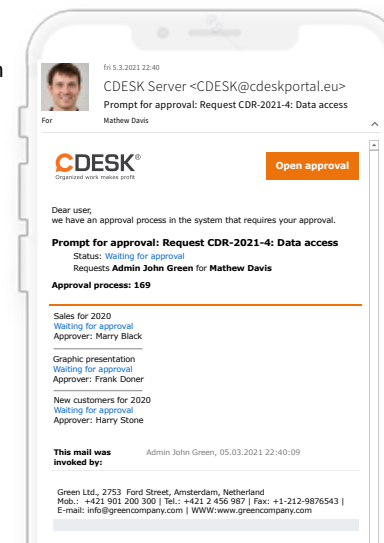 n
fri 5.3.2021 22:40
CDESK Server <CDESK@cdeskportal.eu>
Prompt for approval: Request CDR-2021-4: Data access
For Mathew Davis
CDESK®
Organized work makes profit
Open approval
Dear user,
we have an approval process in the system that requires your approval.
Prompt for approval: Request CDR-2021-4: Data access
Status: Waiting for approval
Requests Admin John Green for Mathew Davis
Approval process: 169
Sales for 2020
Waiting for approval
Approver: Marry Black
Graphic presentation
Waiting for approval
Approver: Frank Doner
New customers for 2020
Waiting for approval
Approver: Harry Stone
This mail was Admin John Green, 05.03.2021 22:40:09
invoked by:
Green Ltd., 2753 Ford Street, Amsterdam, Netherland
Mob.: +421 901 200 300 | Tel.: +421 2 456 987 | Fax: +1-212-9876543 |
E-mail: info@greencompany.com | WWW:www.greencompany.com